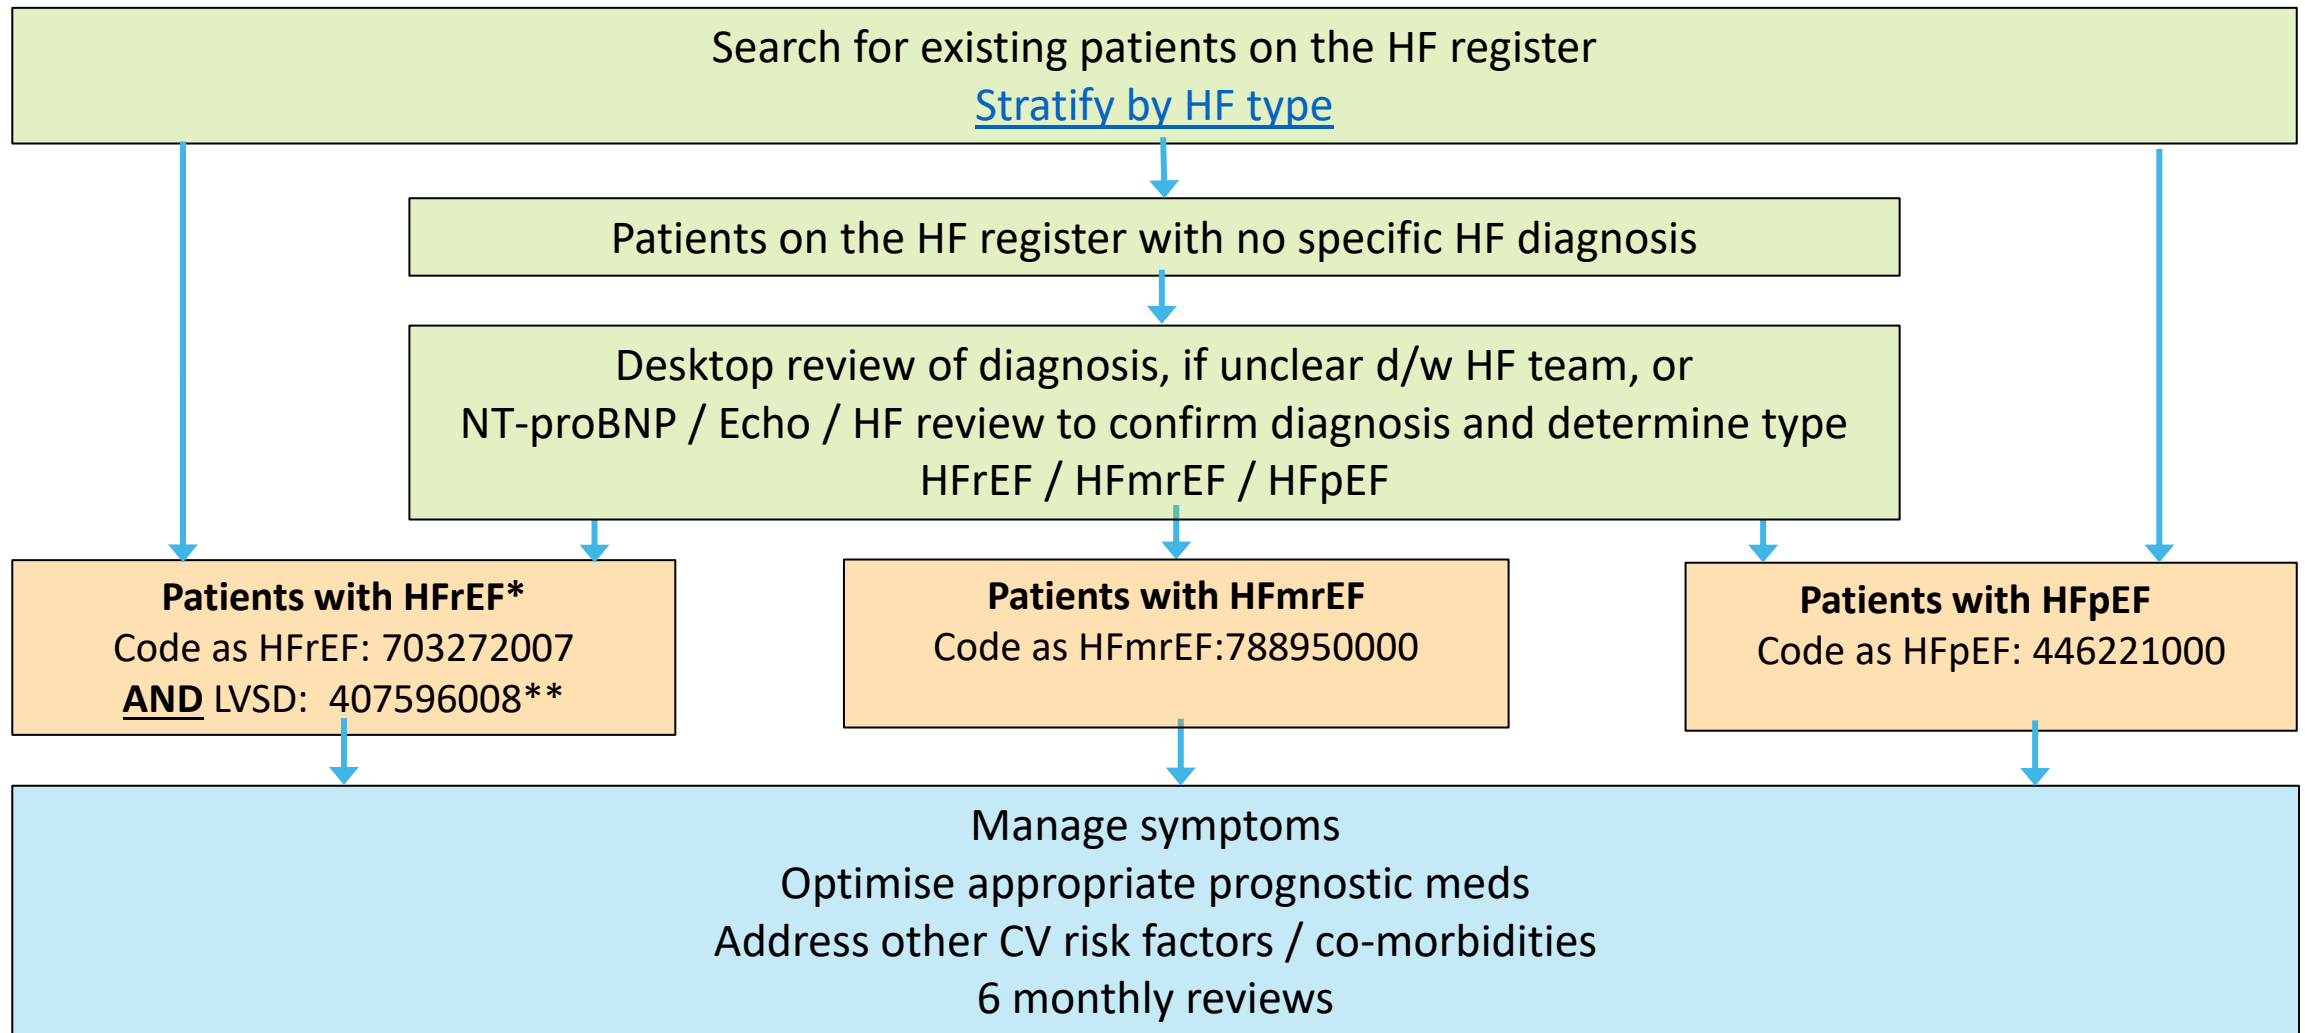 Search for existing patients on the HF register
Stratify by HF type
Patients on the HF register with no specific HF diagnosis
Desktop review of diagnosis, if unclear d/w HF team, or
NT-proBNP / Echo / HF review to confirm diagnosis and determine type
HFrEF / HFmrEF / HFpEF
Patients with HFrEF*
Code as HFrEF: 703272007
AND LVSD: 407596008**
Patients with HFmrEF
Code as HFmrEF:788950000
Patients with HFpEF
Code as HFpEF: 446221000
Manage symptoms
Optimise appropriate prognostic meds
Address other CV risk factors / co-morbidities
6 monthly reviews